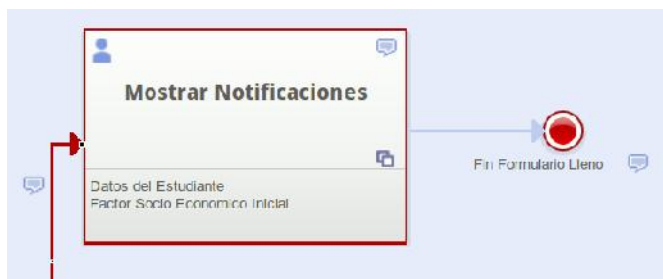 Mostrar Notificaciones
Datos del Estudiante
Factor Socio Economico Inicial
Fin Formulario Lleno